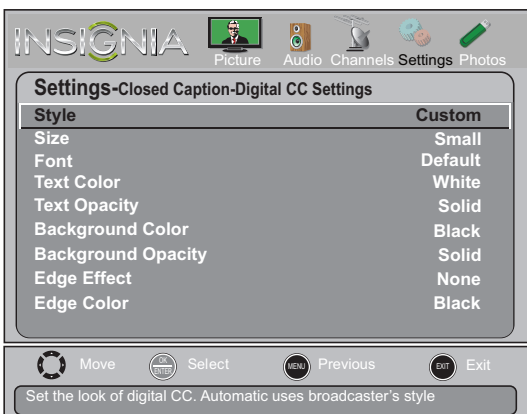 INSIGNIA
Picture Audio Channels Settings Photos
Settings-Closed Caption-Digital CC Settings
Style Custom
Size Small
Font Default
Text Color White
Text Opacity Solid
Background Color Black
Background Opacity Solid
Edge Effect None
Edge Color Black
Move OK ENTER Select MENU Previous EXIT Exit
Set the look of digital CC. Automatic uses broadcaster's style